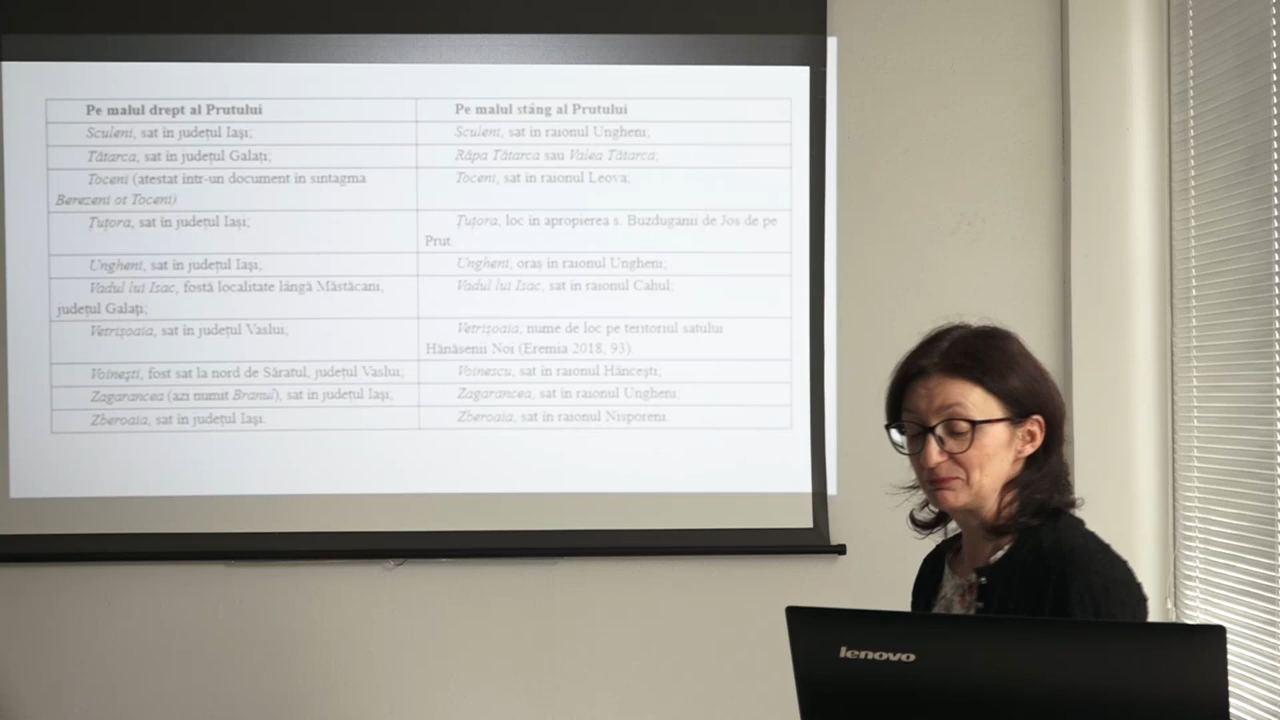 Pe malul drept al Prutului Pe malul stâng al Prutului
Sculeni, sat în județul Iași; Sculeni, sat în raionul Ungheni;
Tătarca, sat în județul Galați; Râpa Tătarca sau Valea Tătarca;
Toceni (atestat într-un document în sintagma Toceni, sat în raionul Leova;
Berezeni ot Toceni)
Țuțora, sat în județul Iași; Țuțora, loc în apropierea s. Buzduganii de Jos de pe
Prut.
Ungheni, sat în județul Iași; Ungheni, oraș în raionul Ungheni;
Vadul lui Isac, fostă localitate lângă Măstăcani, Vadul lui Isac, sat în raionul Cahul;
județul Galați;
Vetrișoaia, sat în județul Vaslui; Vetrișoaia, nume de loc pe teritoriul satului
Hănăsenii Noi (Eremia 2018, 93).
Voinești, fost sat la nord de Săratul, județul Vaslui; Voinescu, sat în raionul Hâncești;
Zagarancea (azi numit Branul), sat în județul Iași; Zagarancea, sat în raionul Ungheni;
Zberoaia, sat în județul Iași. Zberoaia, sat în raionul Nisporeni.
lenovo